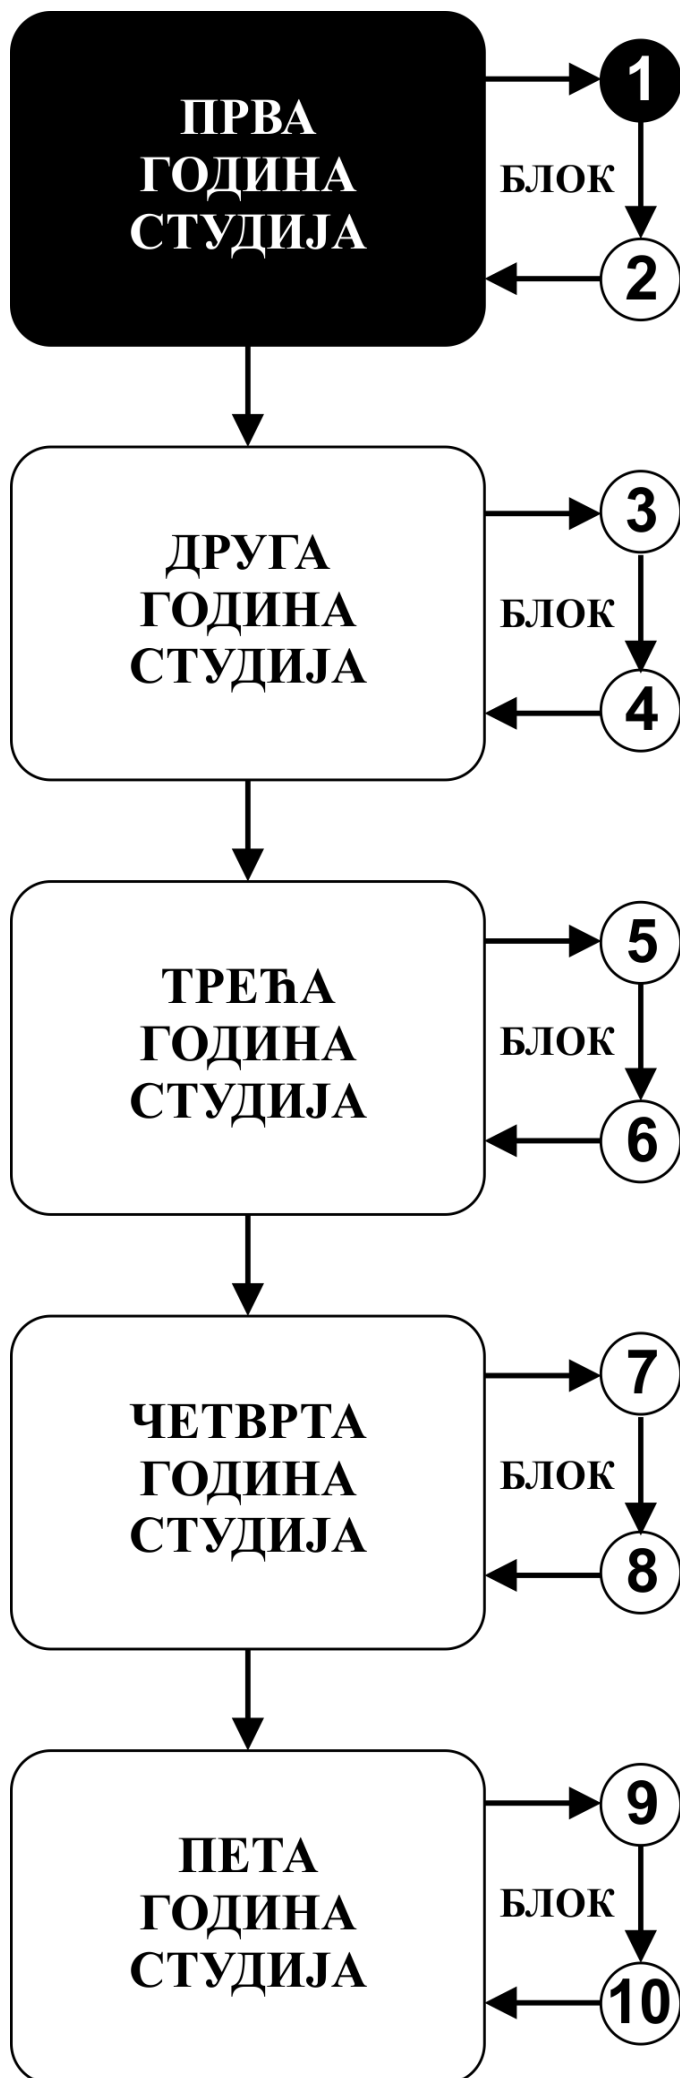 ПРВА
ГОДИНА
СТУДИЈА
1
БЛОК
2
ДРУГА
ГОДИНА
СТУДИЈА
3
БЛОК
4
ТРЕЋА
ГОДИНА
СТУДИЈА
5
БЛОК
6
ЧЕТВРТА
ГОДИНА
СТУДИЈА
7
БЛОК
8
ПЕТА
ГОДИНА
СТУДИЈА
9
БЛОК
10